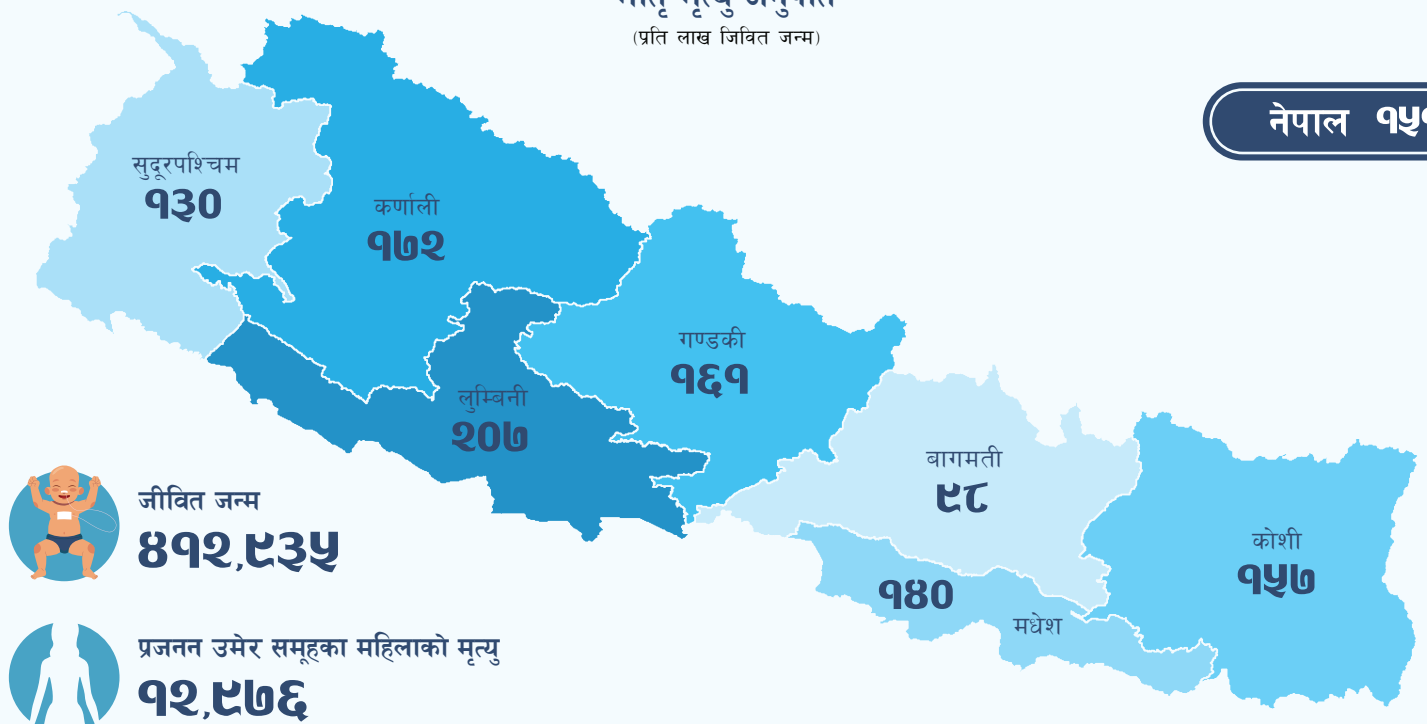 मातृ मृत्यु अनुपात
(प्रति लाख जिवित जन्म)
नेपाल
सुदूरपश्चिम
१३०
कर्णाली
१७२
गण्डकी
१६१
लुम्बिनी
२०७
बागमती
९८
कोशी
१५७
१४०
मधेश
जीवित जन्म
४१२,९३५
प्रजनन उमेर समूहका महिलाको मृत्यु
१२,९७६